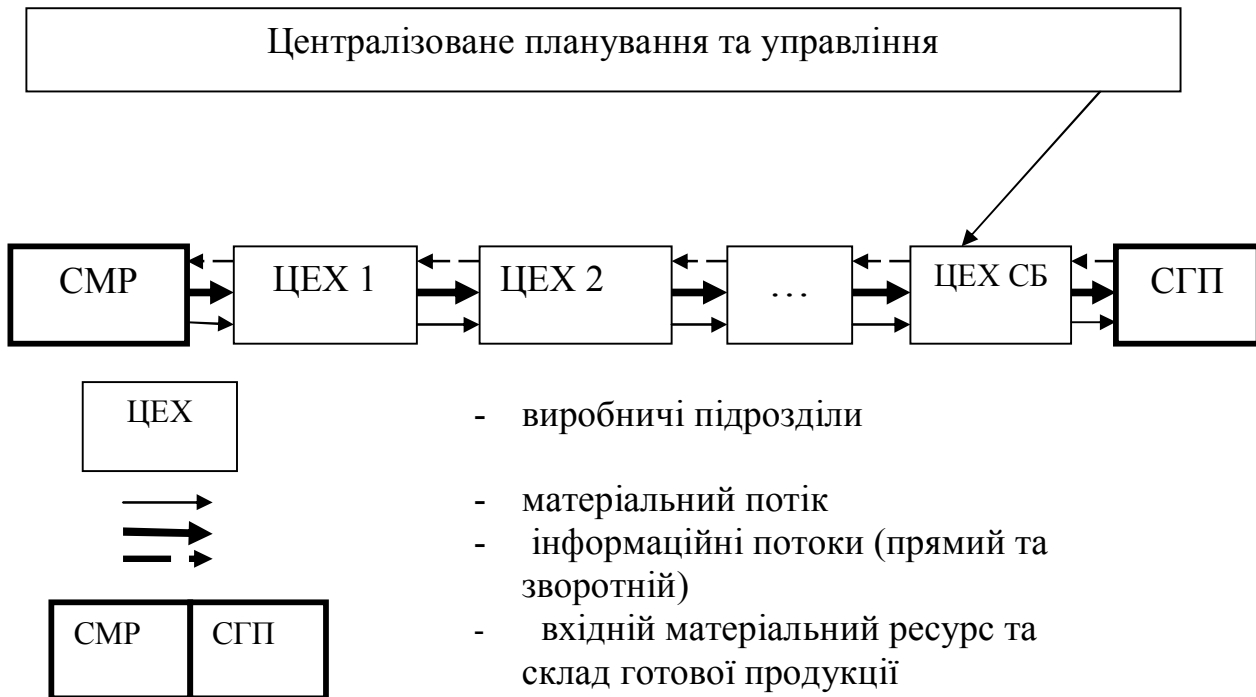 Централізоване планування та управління
СМР
ЦЕХ 1
ЦЕХ 2
…
ЦЕХ СБ
СГП
ЦЕХ
- виробничі підрозділи
- матеріальний потік
- інформаційні потоки (прямий та
зворотній)
СМР
СГП
- вхідній матеріальний ресурс та
склад готової продукції